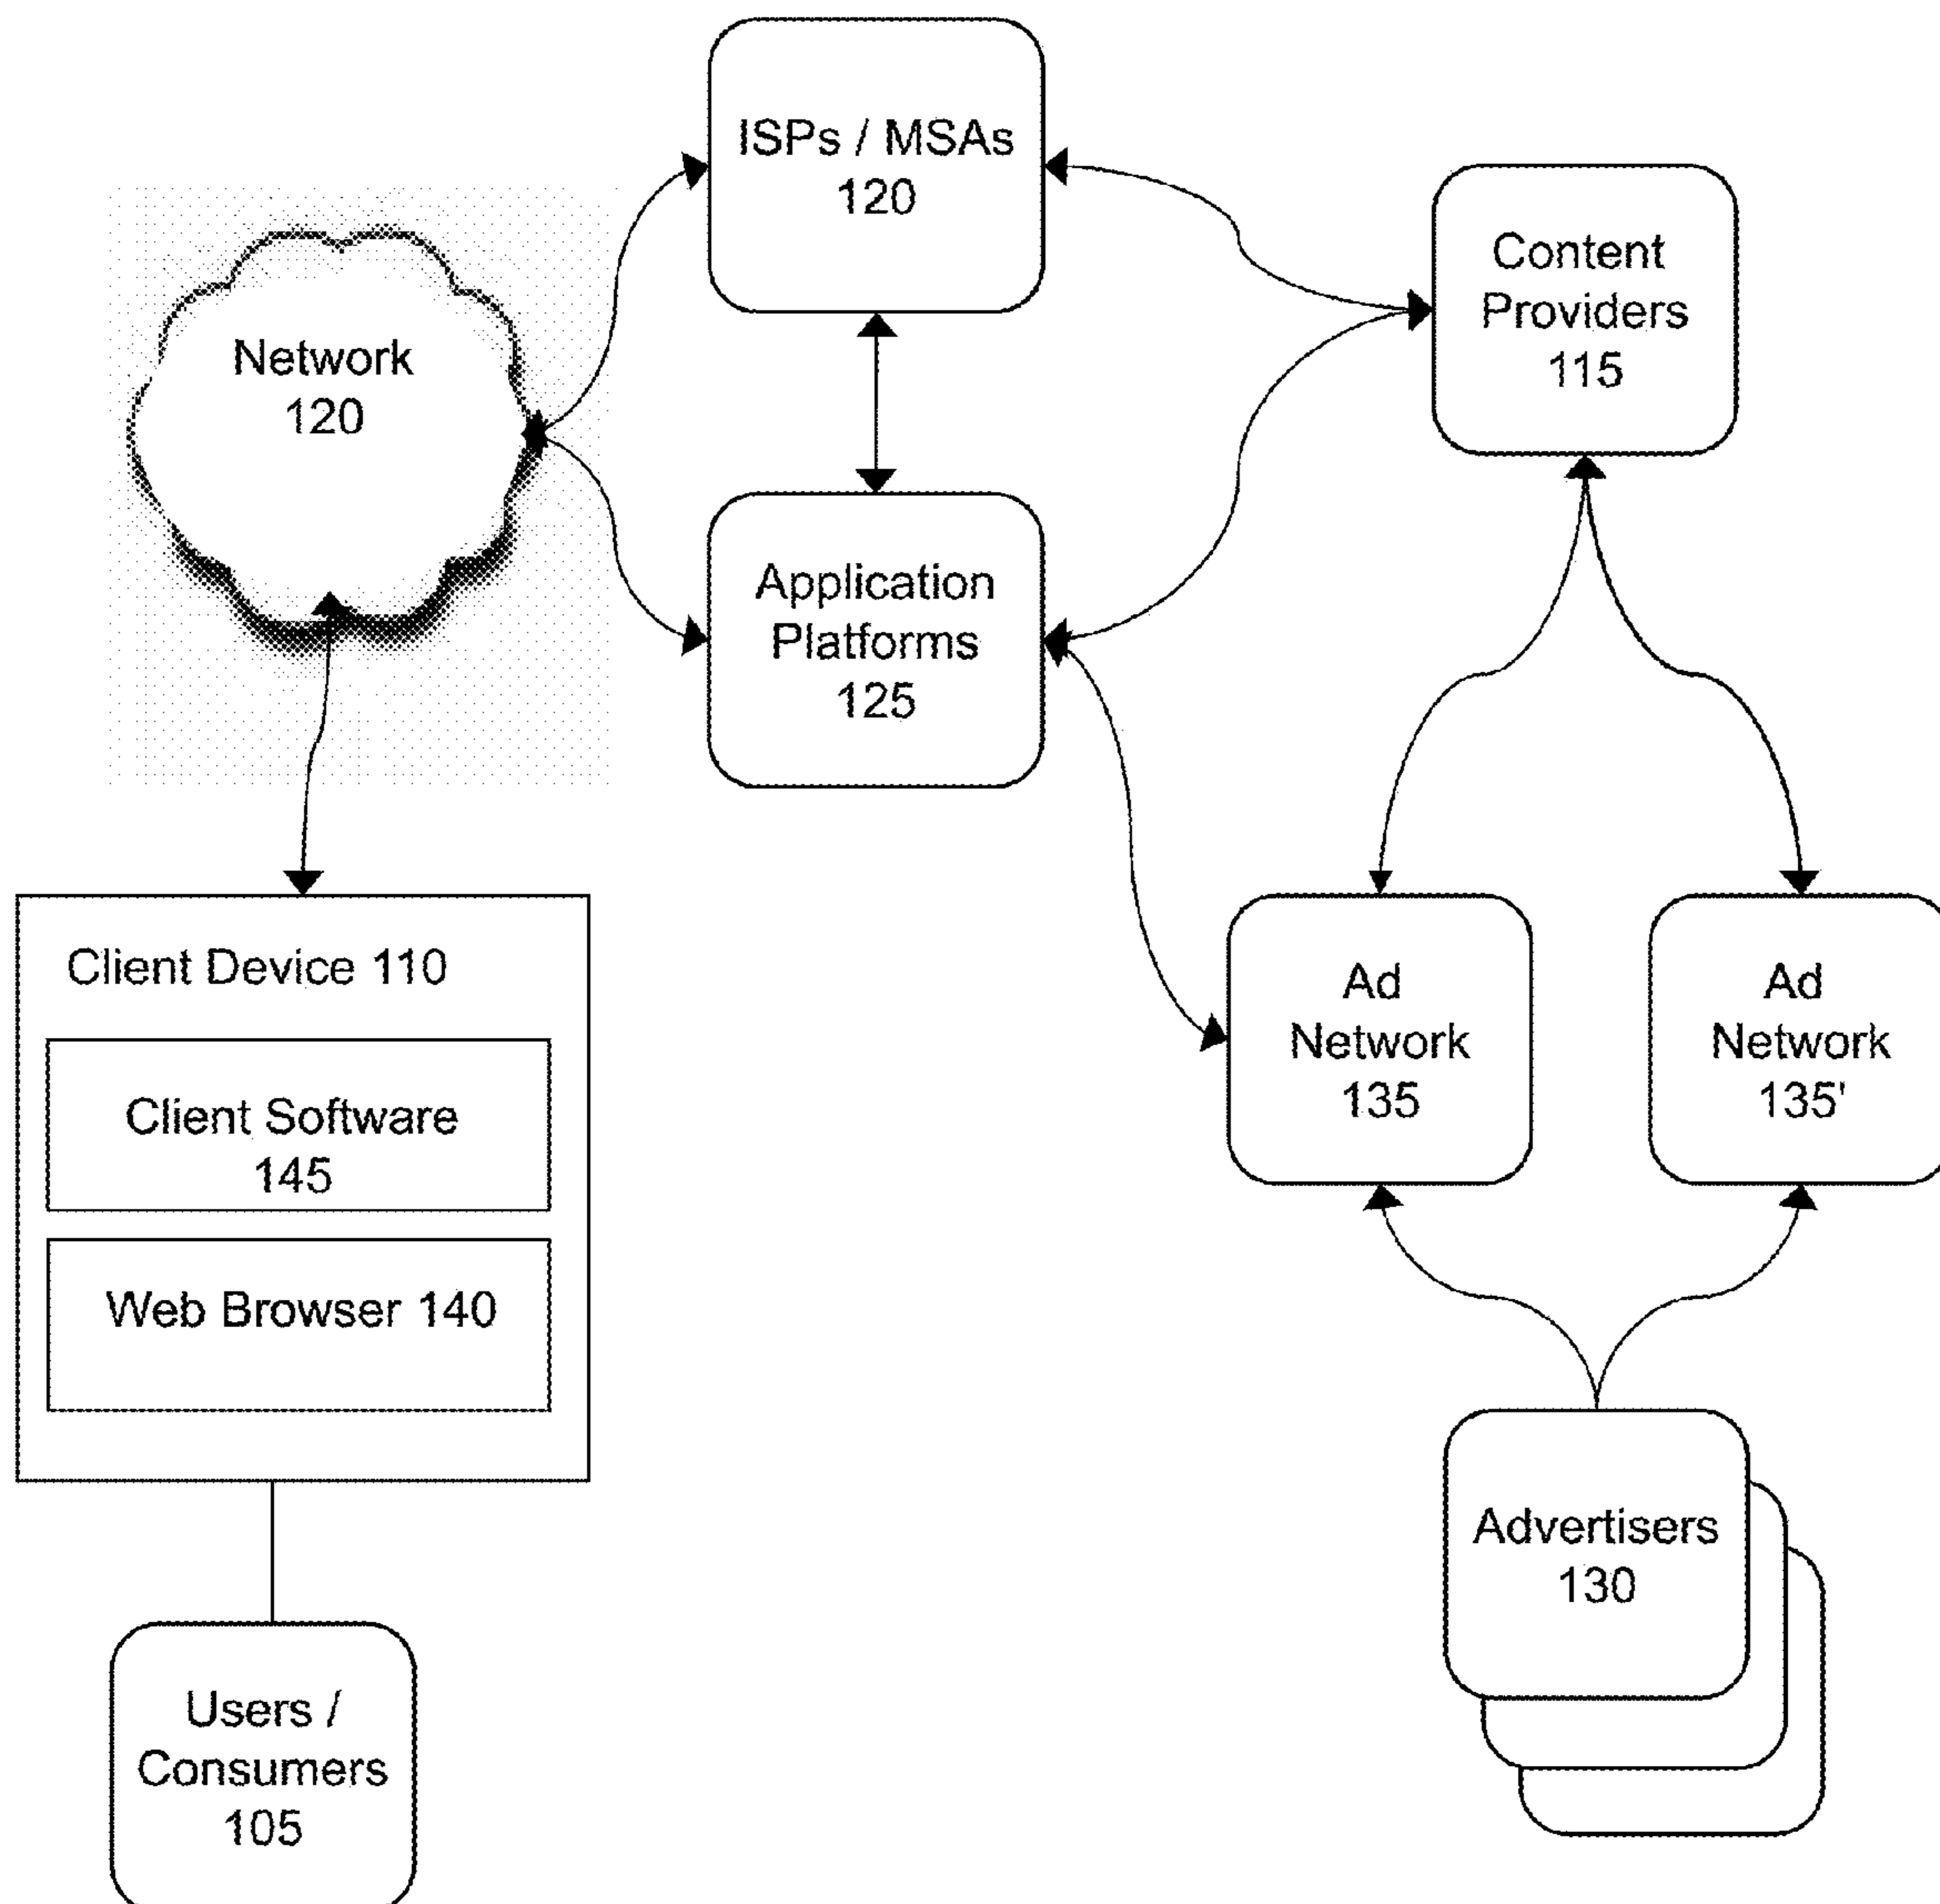 ISPs / MSAs
120
Content
Providers
115
Network
120
Application
Platforms
125
Client Device 110
Client Software
145
Web Browser 140
Ad
Network
135
Ad
Network
135'
Advertisers
130
Users /
Consumers
105